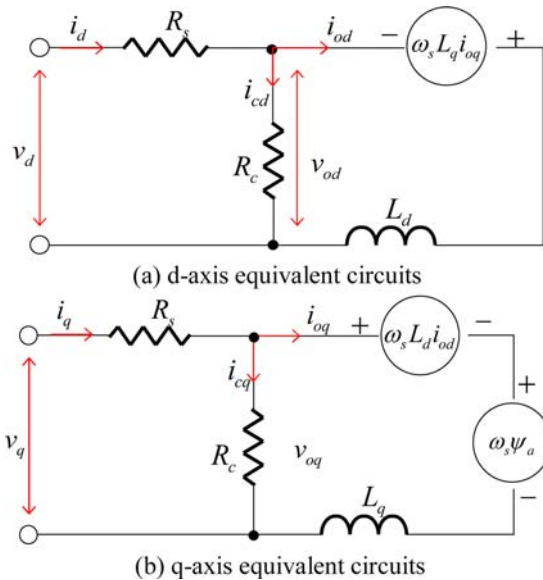 i_d R_s i_od − ω_s L_q i_oq +
i_cd
v_d R_c v_od
L_d
(a) d-axis equivalent circuits
i_q R_s i_oq + ω_s L_d i_od −
i_cq
+
v_q R_c v_oq ω_s ψ_a
L_q −
(b) q-axis equivalent circuits